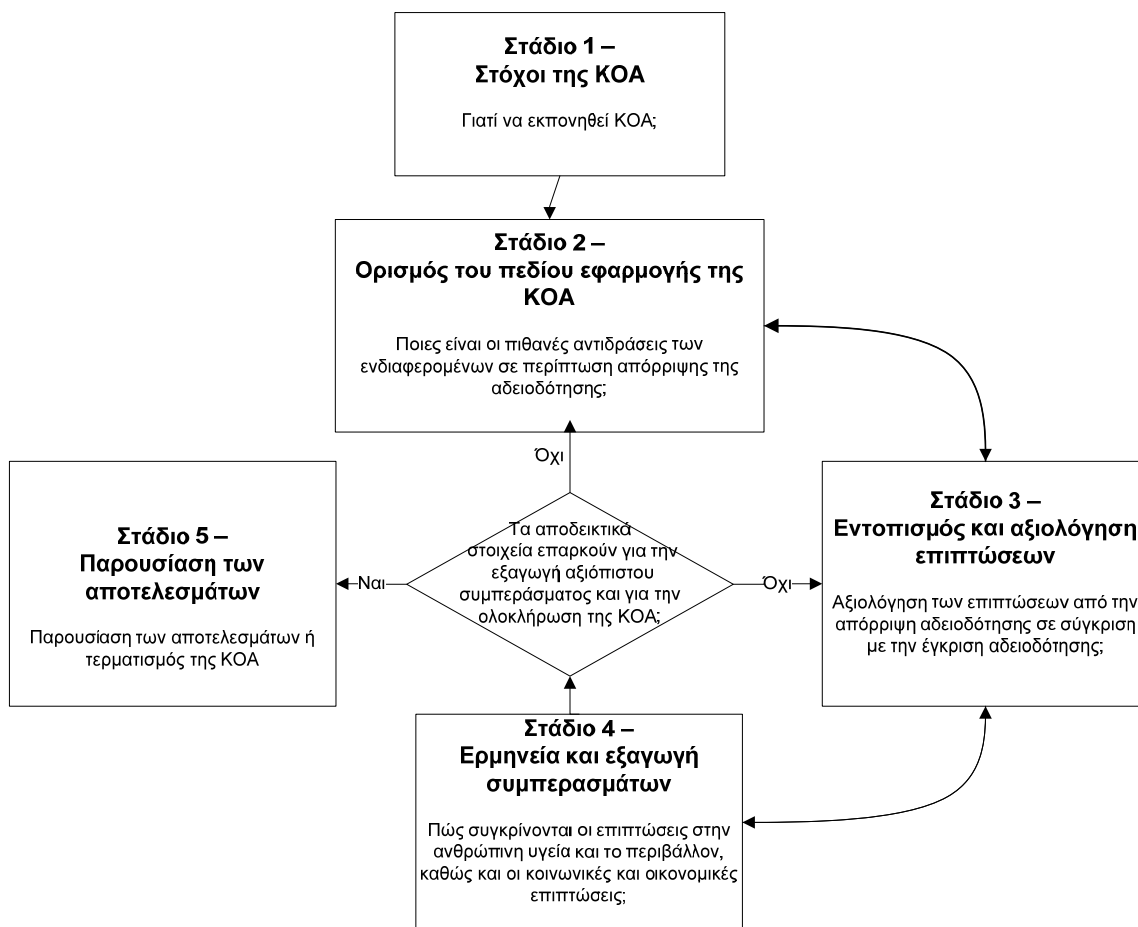 Στάδιο 1 –
Στόχοι της ΚΟΑ
Γιατί να εκπονηθεί ΚΟΑ;
Στάδιο 2 –
Ορισμός του πεδίου εφαρμογής της
ΚΟΑ
Ποιες είναι οι πιθανές αντιδράσεις των
ενδιαφερομένων σε περίπτωση απόρριψης της
αδειοδότησης;
Όχι
Στάδιο 5 –
Παρουσίαση των
αποτελεσμάτων
Παρουσίαση των αποτελεσμάτων ή
τερματισμός της ΚΟΑ
Ναι
Τα αποδεικτικά
στοιχεία επαρκούν για την
εξαγωγή αξιόπιστου
συμπεράσματος και για την
ολοκλήρωση της ΚΟΑ;
Όχι
Στάδιο 3 –
Εντοπισμός και αξιολόγηση
επιπτώσεων
Αξιολόγηση των επιπτώσεων από την
απόρριψη αδειοδότησης σε σύγκριση
με την έγκριση αδειοδότησης;
Στάδιο 4 –
Ερμηνεία και εξαγωγή
συμπερασμάτων
Πώς συγκρίνονται οι επιπτώσεις στην
ανθρώπινη υγεία και το περιβάλλον,
καθώς και οι κοινωνικές και οικονομικές
επιπτώσεις;